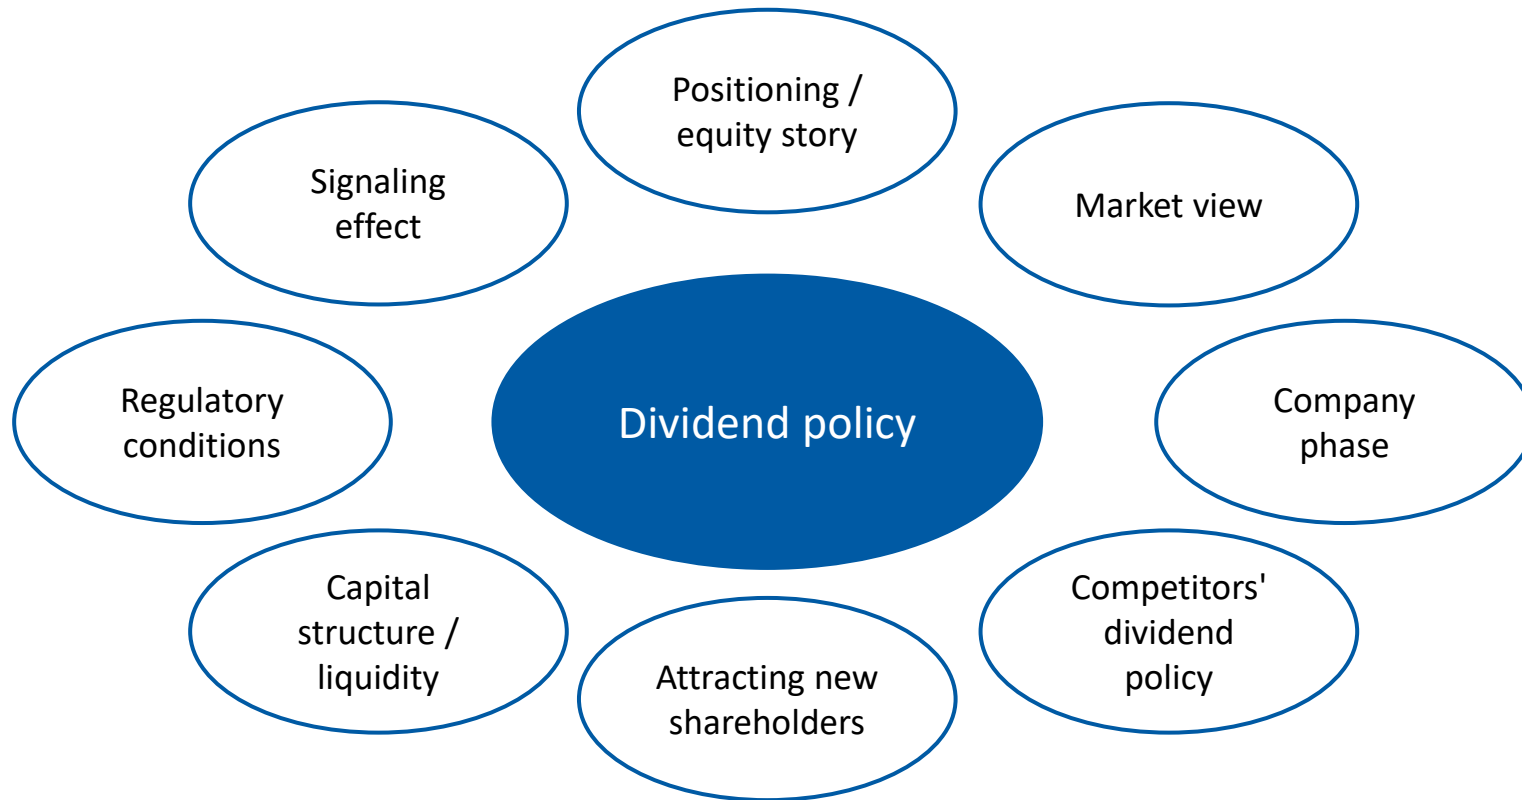 Positioning /
equity story
Signaling
effect
Market view
Regulatory
conditions
Dividend policy
Company
phase
Capital
structure /
liquidity
Competitors'
dividend
policy
Attracting new
shareholders